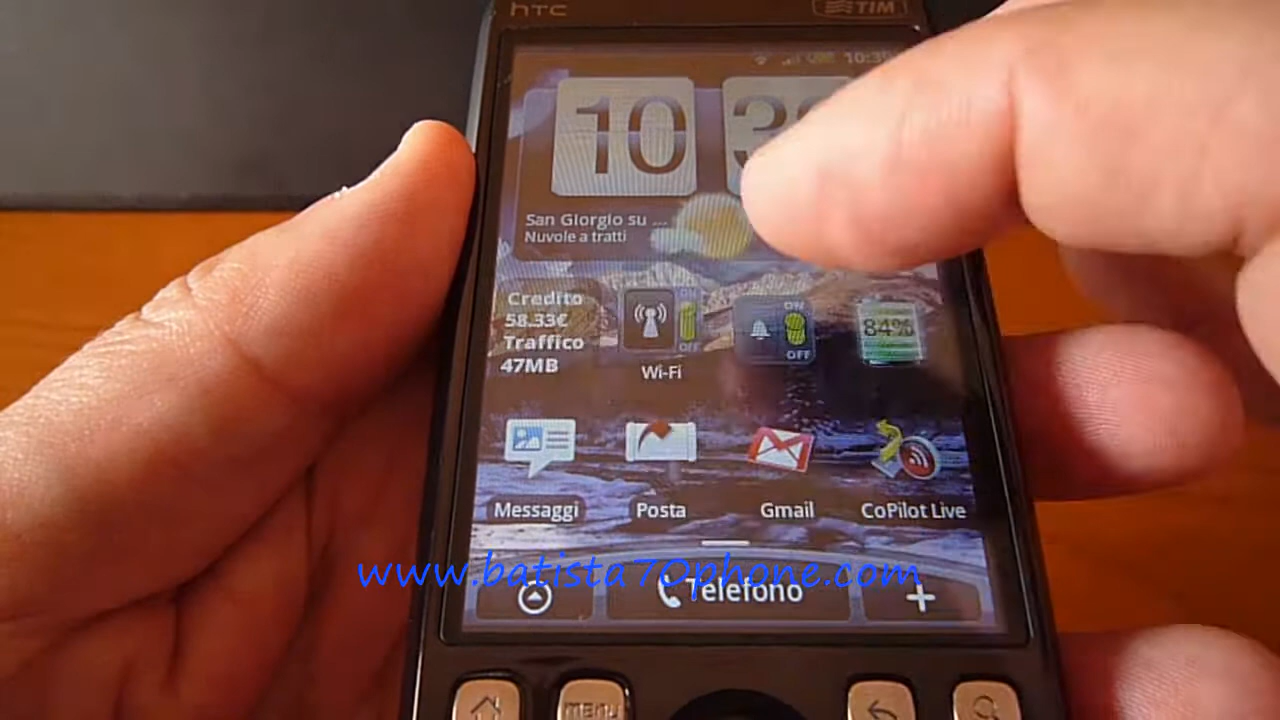 hTC
TIM
10
San Giorgio su ...
Nuvole a tratti
Credito
58.33€
Traffico
47MB
ON
OFF
Wi-Fi
ON
OFF
84%
Messaggi
Posta
Gmail
CoPilot Live
www.batista70phone.com
Telefono
menu